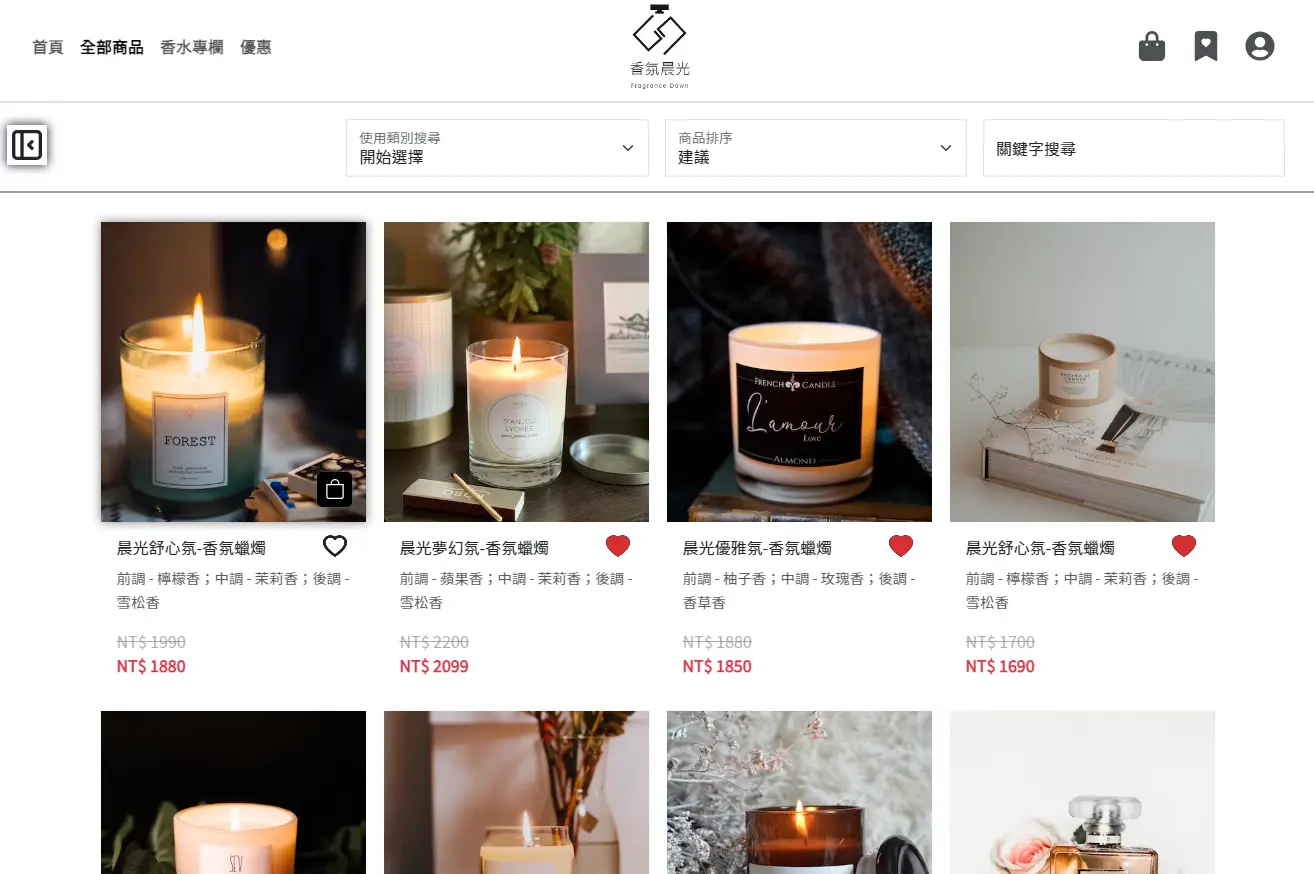 首頁 全部商品 香水專欄 優惠
香氛晨光
Fragrance Dawn
使用類別搜尋
開始選擇
商品排序
建議
關鍵字搜尋
FOREST
D'ANJOU
LYCHEE
FRENCH CANDLE
L'amour
Love
ALMOND
BOTANICAL
GARDEN
晨光舒心氛-香氛蠟燭
前調 - 檸檬香；中調 - 茉莉香；後調 -
雪松香
NT$ 1990
NT$ 1880
晨光夢幻氛-香氛蠟燭
前調 - 蘋果香；中調 - 茉莉香；後調 -
雪松香
NT$ 2200
NT$ 2099
晨光優雅氛-香氛蠟燭
前調 - 柚子香；中調 - 玫瑰香；後調 -
香草香
NT$ 1880
NT$ 1850
晨光舒心氛-香氛蠟燭
前調 - 檸檬香；中調 - 茉莉香；後調 -
雪松香
NT$ 1700
NT$ 1690